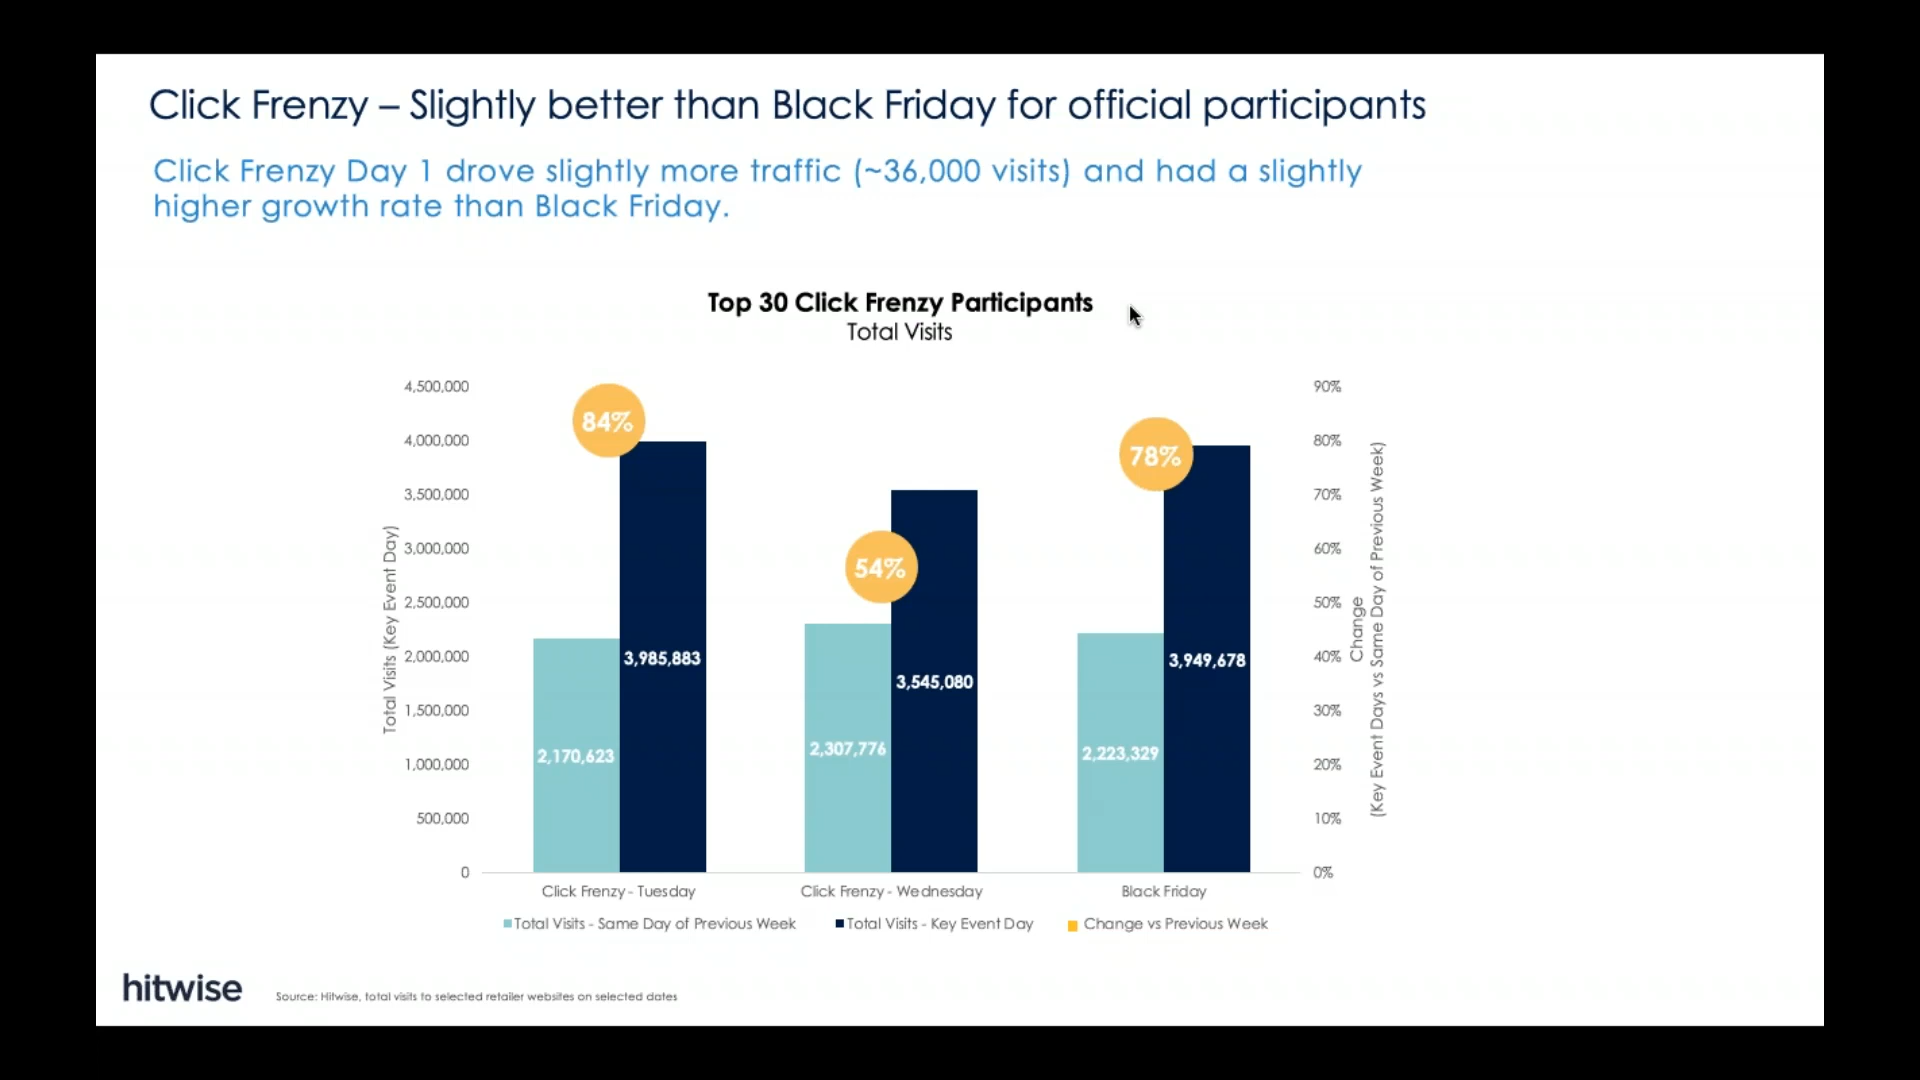 Click Frenzy – Slightly better than Black Friday for official participants
Click Frenzy Day 1 drove slightly more traffic (~36,000 visits) and had a slightly
higher growth rate than Black Friday.
Top 30 Click Frenzy Participants
Total Visits
4,500,000
4,000,000
3,500,000
3,000,000
2,500,000
2,000,000
1,500,000
1,000,000
500,000
0
Total Visits (Key Event Day)
84%
54%
78%
2,170,623
3,985,883
2,307,776
3,545,080
2,223,329
3,949,678
90%
80%
70%
60%
50%
40%
30%
20%
10%
0%
Change
(Key Event Days vs Same Day of Previous Week)
Click Frenzy - Tuesday
Click Frenzy - Wednesday
Black Friday
Total Visits - Same Day of Previous Week
Total Visits - Key Event Day
Change vs Previous Week
hitwise
Source: Hitwise, total visits to selected retailer websites on selected dates